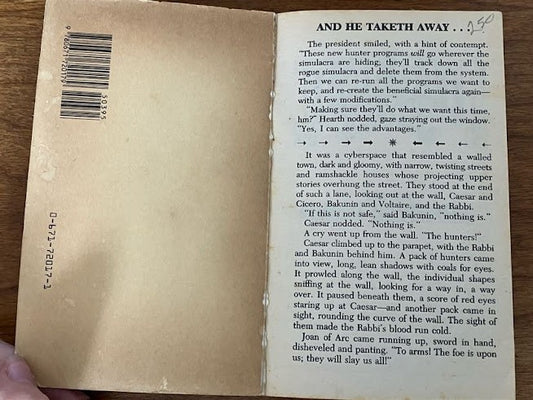 50395
0-671-72017-1
AND HE TAKETH AWAY . . .
250
The president smiled, with a hint of contempt.
"These new hunter programs will go wherever the
simulacra are hiding, they'll track down all the
rogue simulacra and delete them from the system.
Then we can re-run all the programs we want to
keep, and re-create the beneficial simulacra again—
with a few modifications."
"Making sure they'll do what we want this time,
hm?" Hearth nodded, gaze straying out the window.
"Yes, I can see the advantages."
It was a cyberspace that resembled a walled
town, dark and gloomy, with narrow, twisting streets
and ramshackle houses whose projecting upper
stories overhung the street. They stood at the end
of such a lane, looking out at the wall, Caesar and
Cicero, Bakunin and Voltaire, and the Rabbi.
"If this is not safe," said Bakunin, "nothing is."
Caesar nodded. "Nothing is."
A cry went up from the wall. "The hunters!"
Caesar climbed up to the parapet, with the Rabbi
and Bakunin behind him. A pack of hunters came
into view, long, lean shadows with coals for eyes.
It prowled along the wall, the individual shapes
sniffing at the wall, looking for a way in, a way
over. It paused beneath them, a score of red eyes
staring up at Caesar—and another pack came in
sight, rounding the curve of the wall. The sight of
them made the Rabbi's blood run cold.
Joan of Arc came running up, sword in hand,
disheveled and panting. "To arms! The foe is upon
us; they will slay us all!"